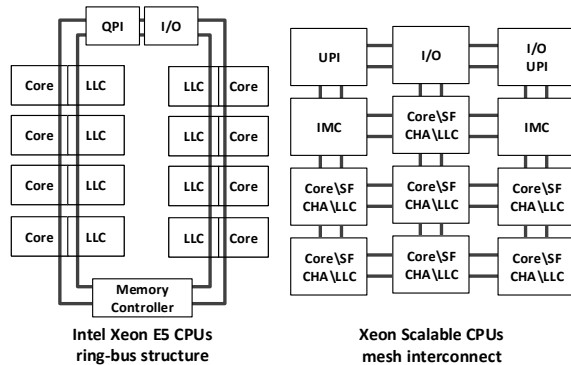 QPI I/O
Core LLC
Core LLC
Core LLC
Core LLC
LLC Core
LLC Core
LLC Core
LLC Core
Memory
Controller
Intel Xeon E5 CPUs
ring-bus structure
UPI
I/O
I/O
UPI
IMC
Core\SF
CHA\LLC
IMC
Core\SF
CHA\LLC
Core\SF
CHA\LLC
Core\SF
CHA\LLC
Core\SF
CHA\LLC
Core\SF
CHA\LLC
Core\SF
CHA\LLC
Xeon Scalable CPUs
mesh interconnect